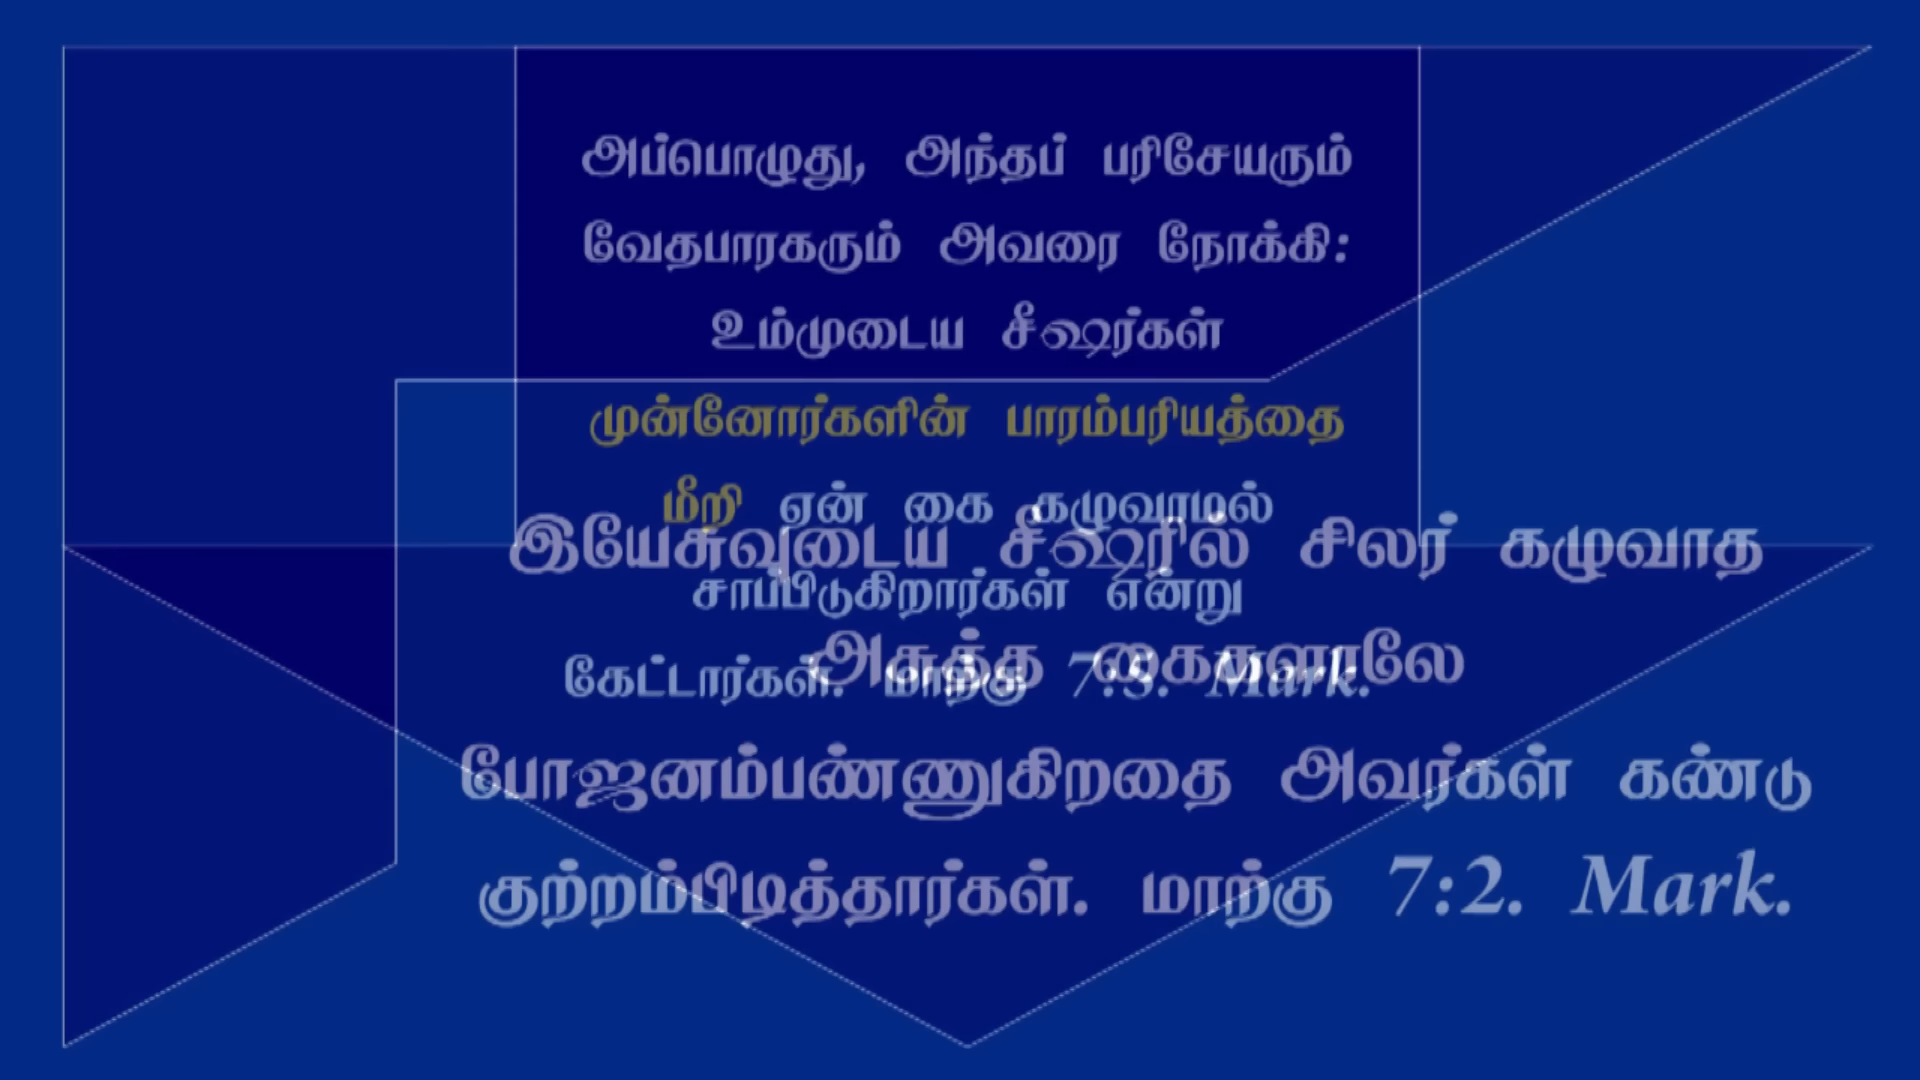 அப்பொழுது, அந்தப் பரிசேயரும்
வேதபாரகரும் அவரை நோக்கி:
உம்முடைய சீஷர்கள்
முன்னோர்களின் பாரம்பரியத்தை
மீறி ஏன் கை கழுவாமல்
சாப்பிடுகிறார்கள் என்று
கேட்டார்கள். மாற்கு 7:5. Mark.
இயேசுவுடைய சீஷரில் சிலர் கழுவாத
அசுத்த கைகளாலே
போஜனம்பண்ணுகிறதை அவர்கள் கண்டு
குற்றம்பிடித்தார்கள். மாற்கு 7:2. Mark.